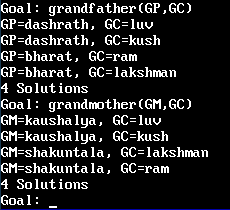 Goal: grandfather(GP,GC)
GP=dashrath, GC=luv
GP=dashrath, GC=kush
GP=bharat, GC=ram
GP=bharat, GC=lakshman
4 Solutions
Goal: grandmother(GM,GC)
GM=kaushalya, GC=luv
GM=kaushalya, GC=kush
GM=shakuntala, GC=lakshman
GM=shakuntala, GC=ram
4 Solutions
Goal: _